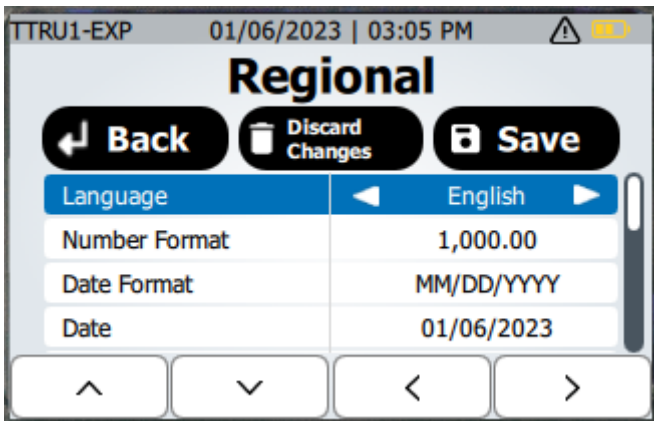 TTRU1-EXP 01/06/2023 | 03:05 PM
Regional
Back
Discard
Changes
Save
Language English
Number Format 1,000.00
Date Format MM/DD/YYYY
Date 01/06/2023